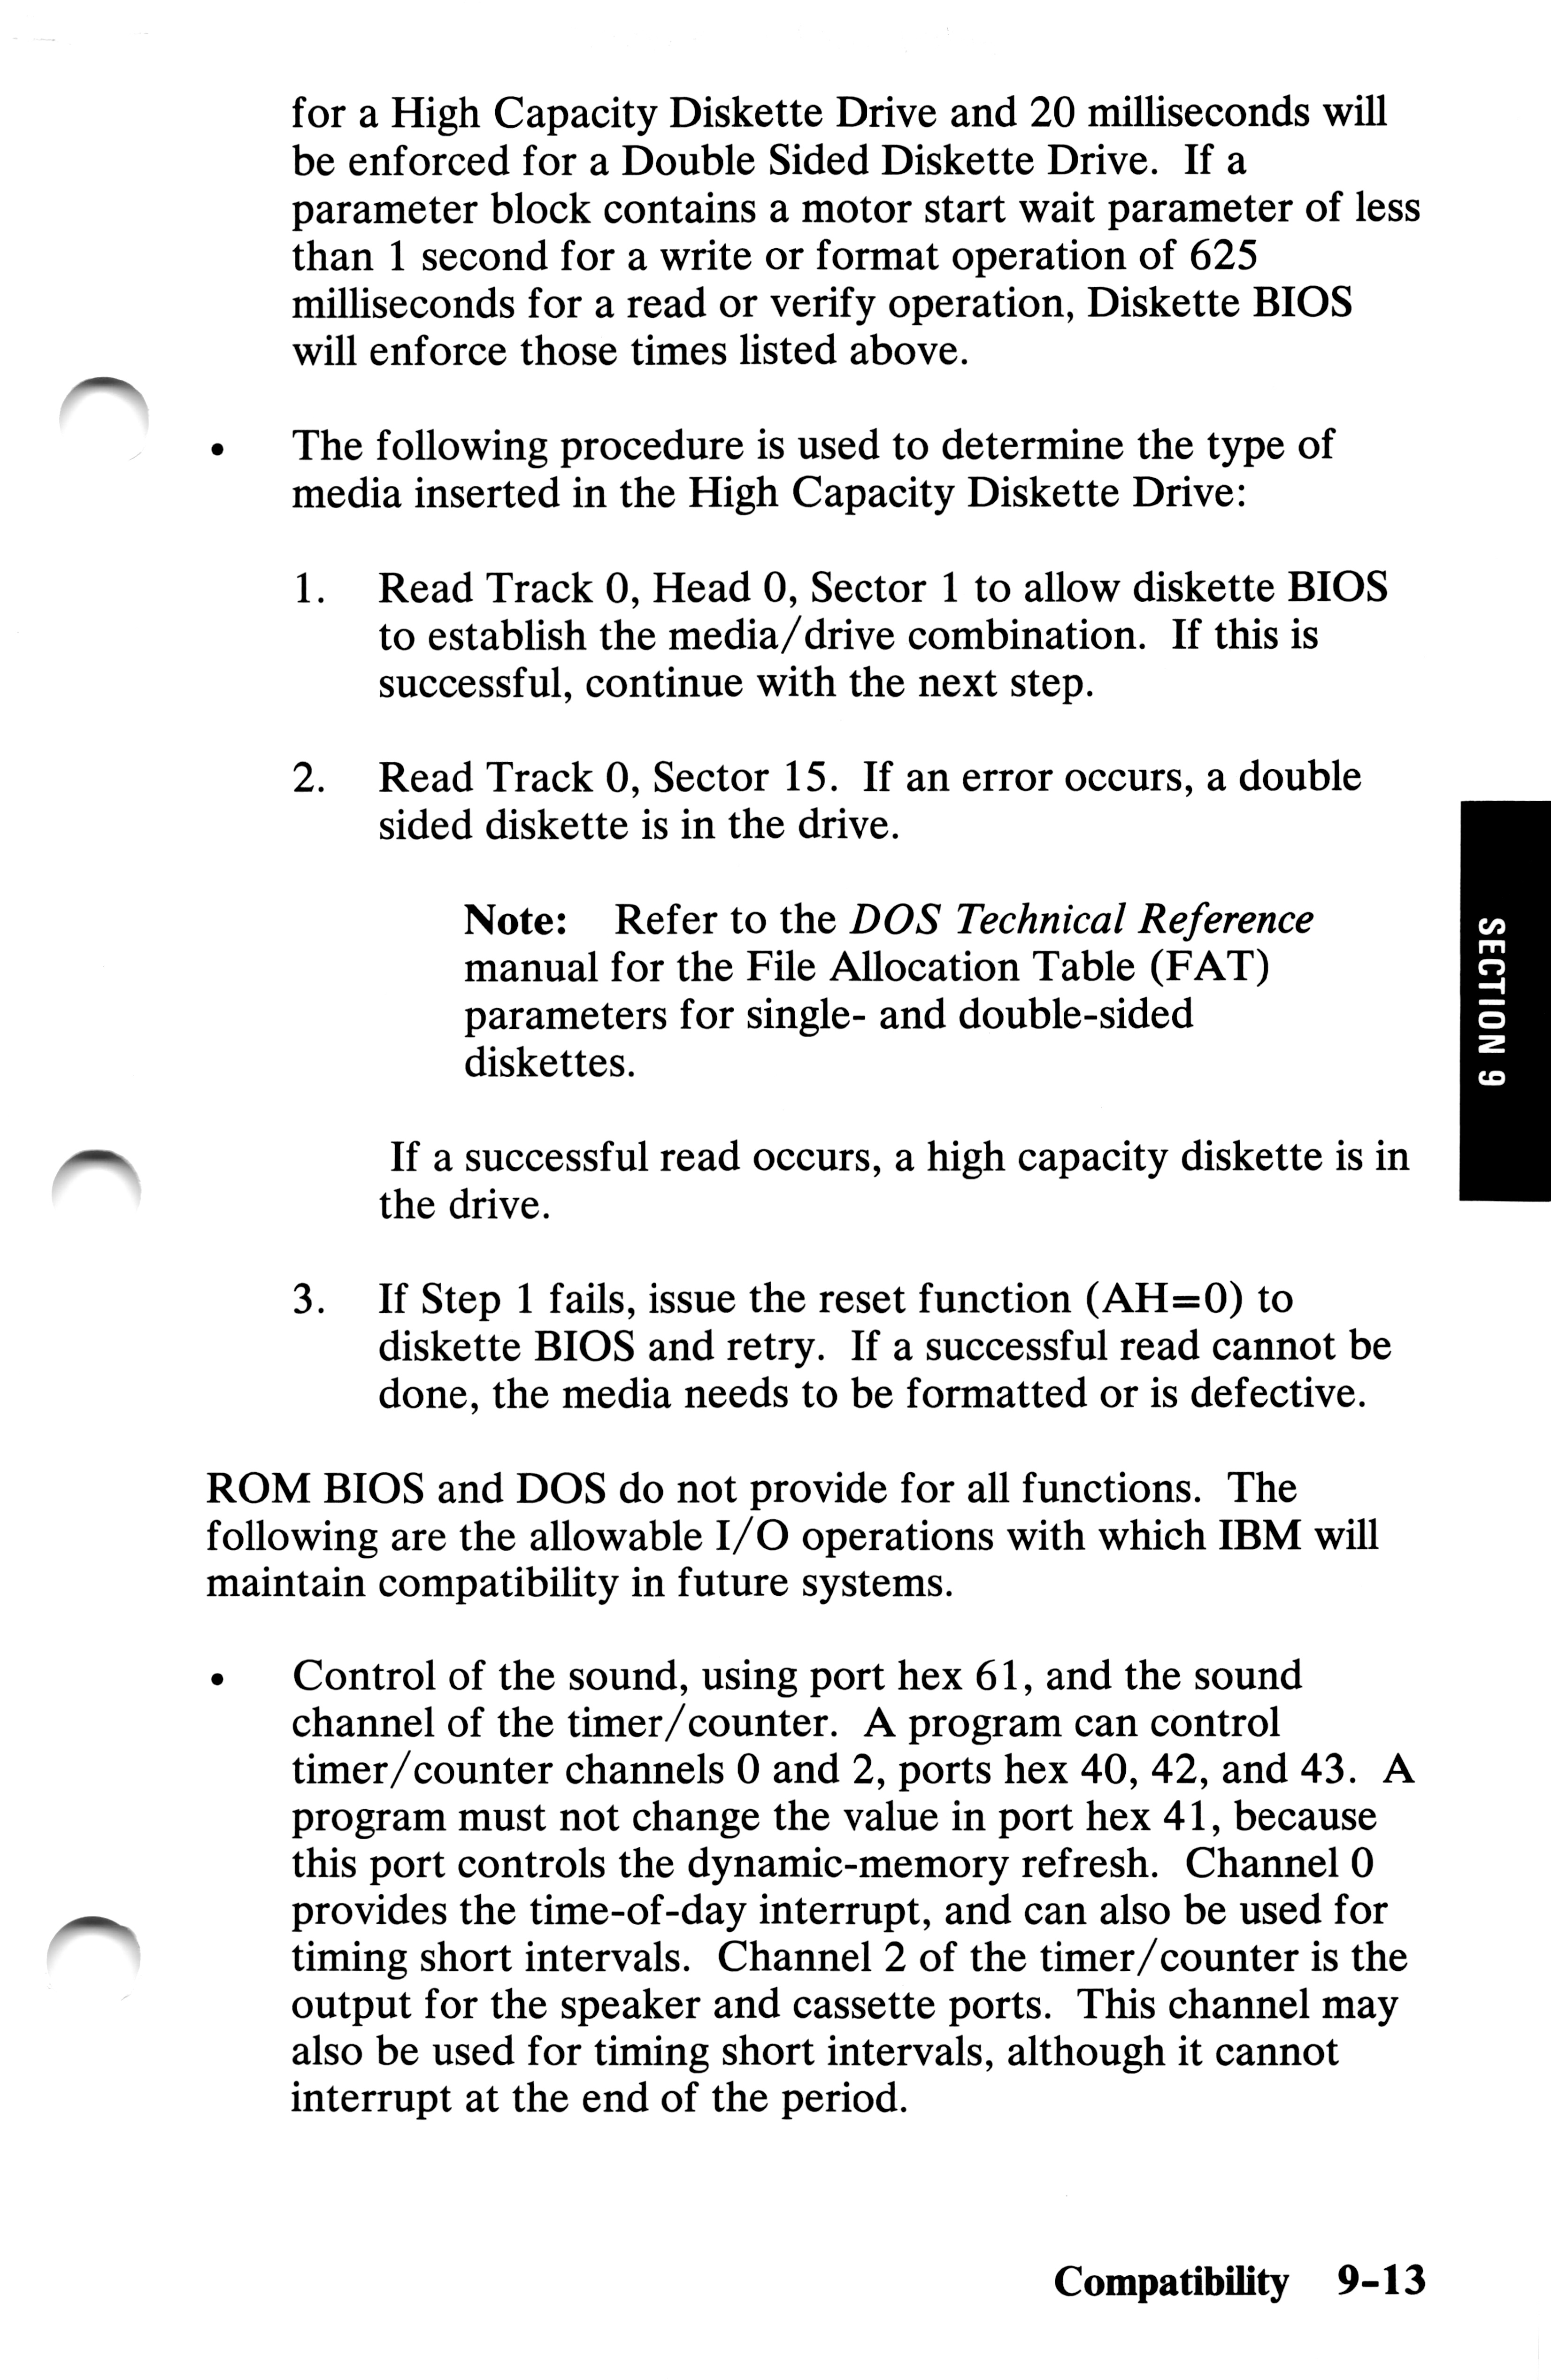 for a High Capacity Diskette Drive and 20 milliseconds will
be enforced for a Double Sided Diskette Drive. If a
parameter block contains a motor start wait parameter of less
than 1 second for a write or format operation of 625
milliseconds for a read or verify operation, Diskette BIOS
will enforce those times listed above.
• The following procedure is used to determine the type of
media inserted in the High Capacity Diskette Drive:
1. Read Track 0, Head 0, Sector 1 to allow diskette BIOS
to establish the media/drive combination. If this is
successful, continue with the next step.
2. Read Track 0, Sector 15. If an error occurs, a double
sided diskette is in the drive.
Note: Refer to the DOS Technical Reference
manual for the File Allocation Table (FAT)
parameters for single- and double-sided
diskettes.
If a successful read occurs, a high capacity diskette is in
the drive.
3. If Step 1 fails, issue the reset function (AH=0) to
diskette BIOS and retry. If a successful read cannot be
done, the media needs to be formatted or is defective.
ROM BIOS and DOS do not provide for all functions. The
following are the allowable I/O operations with which IBM will
maintain compatibility in future systems.
• Control of the sound, using port hex 61, and the sound
channel of the timer/counter. A program can control
timer/counter channels 0 and 2, ports hex 40, 42, and 43. A
program must not change the value in port hex 41, because
this port controls the dynamic-memory refresh. Channel 0
provides the time-of-day interrupt, and can also be used for
timing short intervals. Channel 2 of the timer/counter is the
output for the speaker and cassette ports. This channel may
also be used for timing short intervals, although it cannot
interrupt at the end of the period.
SECTION 9
Compatibility 9-13